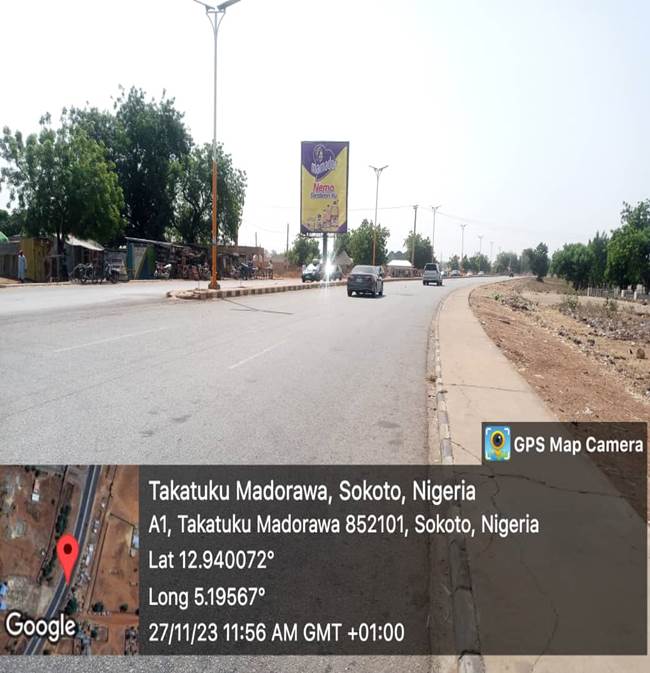 Mamador
Nemo
GPS Map Camera
Takatuku Madorawa, Sokoto, Nigeria
A1, Takatuku Madorawa 852101, Sokoto, Nigeria
Lat 12.940072°
Long 5.19567°
27/11/23 11:56 AM GMT +01:00
Google